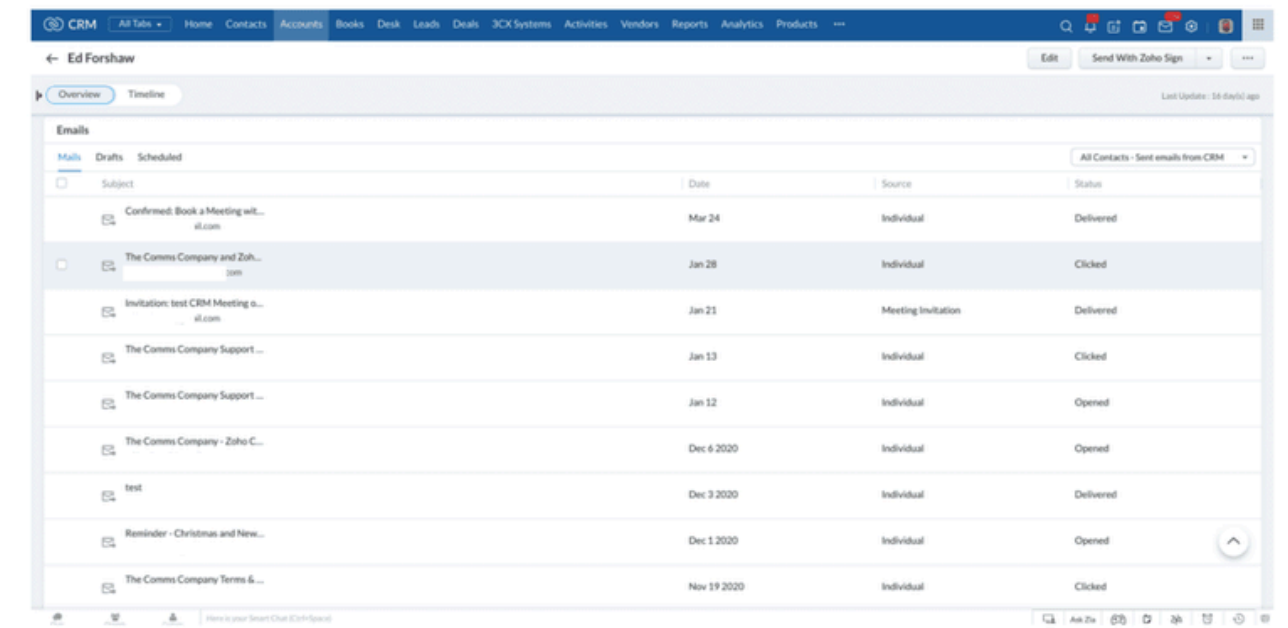 CRM All Tabs Home Contacts Accounts Books Desk Leads Deals 3CX Systems Activities Vendors Reports Analytics Products ...
Ed Forshaw Edit Send With Zoho Sign ...
Overview Timeline Last Update : 16 day(s) ago
Emails
Mails Drafts Scheduled All Contacts - Sent emails from CRM
Subject Date Source Status
Confirmed: Book a Meeting wit... Mar 24 Individual Delivered
il.com
The Comms Company and Zoh... Jan 28 Individual Clicked
com
Invitation: test CRM Meeting o... Jan 21 Meeting Invitation Delivered
il.com
The Comms Company Support ... Jan 13 Individual Clicked
The Comms Company Support ... Jan 12 Individual Opened
The Comms Company - Zoho C... Dec 6 2020 Individual Opened
test Dec 3 2020 Individual Delivered
Reminder - Christmas and New... Dec 1 2020 Individual Opened
The Comms Company Terms & ... Nov 19 2020 Individual Clicked
Here is your Smart Chat (Ctrl+Space) Ask Zia